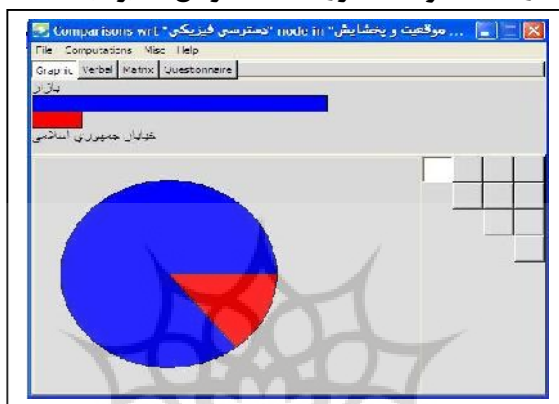 Comparisons wrt "دسترسی فیزیکی" node in "موقعیت و پخشایش ...
File Computations Misc Help
Graphic Verbal Matrix Questionnaire
بازار
خیابان جمهوری اسلامی